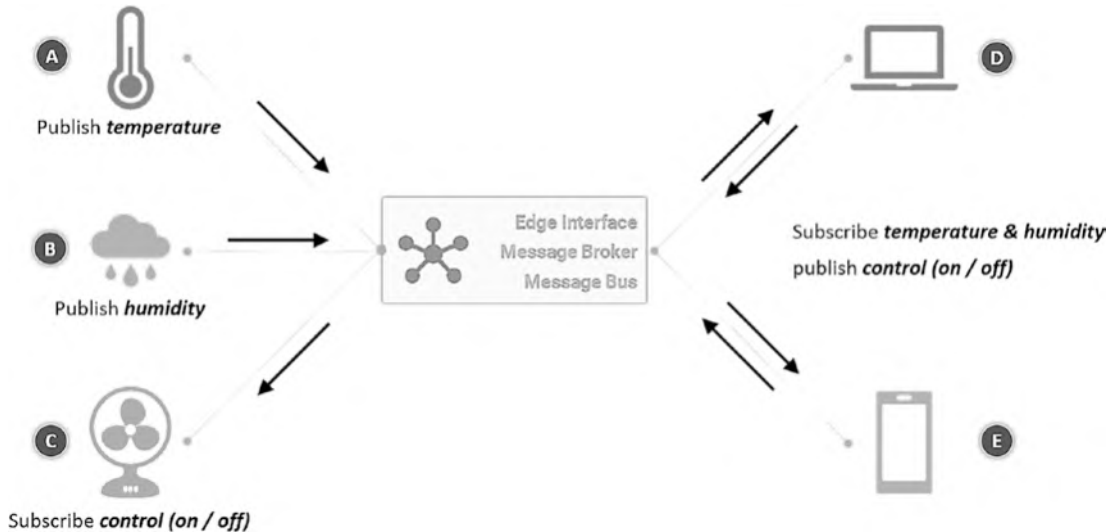 A
Publish temperature
B
Publish humidity
C
Subscribe control (on / off)
Edge Interface
Message Broker
Message Bus
D
Subscribe temperature & humidity
publish control (on / off)
E